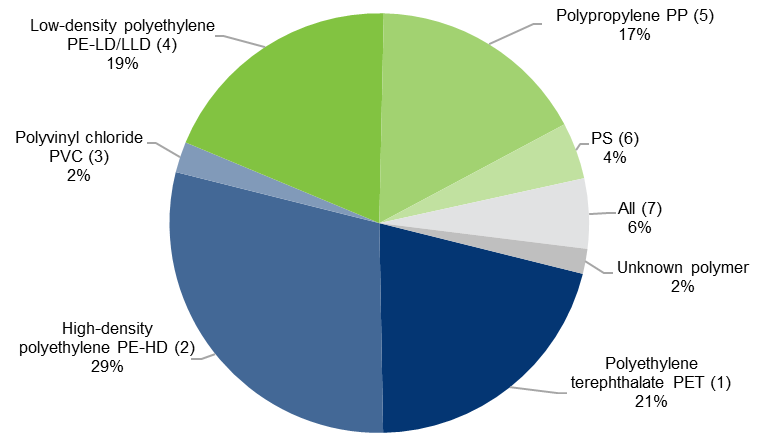 Low-density polyethylene
PE-LD/LLD (4)
19%
Polypropylene PP (5)
17%
Polyvinyl chloride
PVC (3)
2%
PS (6)
4%
All (7)
6%
Unknown polymer
2%
High-density
polyethylene PE-HD (2)
29%
Polyethylene
terephthalate PET (1)
21%